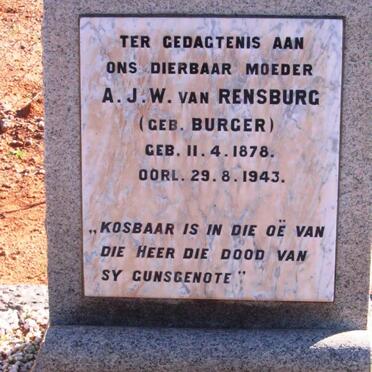 TER GEDAGTENIS AAN
ONS DIERBAAR MOEDER
A.J.W. VAN RENSBURG
(GEB. BURGER)
GEB. 11.4.1878.
OORL. 29.8.1943.
„KOSBAAR IS IN DIE OË VAN
DIE HEER DIE DOOD VAN
SY GUNSGENOTE"